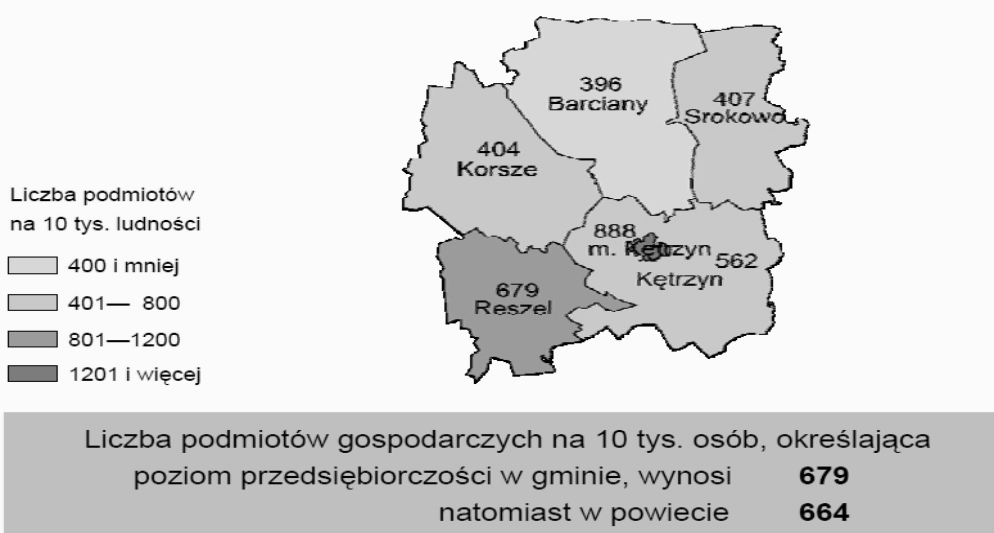 396
Barciany
407
Srokowo
404
Korsze
888
m. Kętrzyn
562
Kętrzyn
679
Reszel
Liczba podmiotów
na 10 tys. ludności
400 i mniej
401— 800
801—1200
1201 i więcej
Liczba podmiotów gospodarczych na 10 tys. osób, określająca
poziom przedsiębiorczości w gminie, wynosi 679
natomiast w powiecie 664